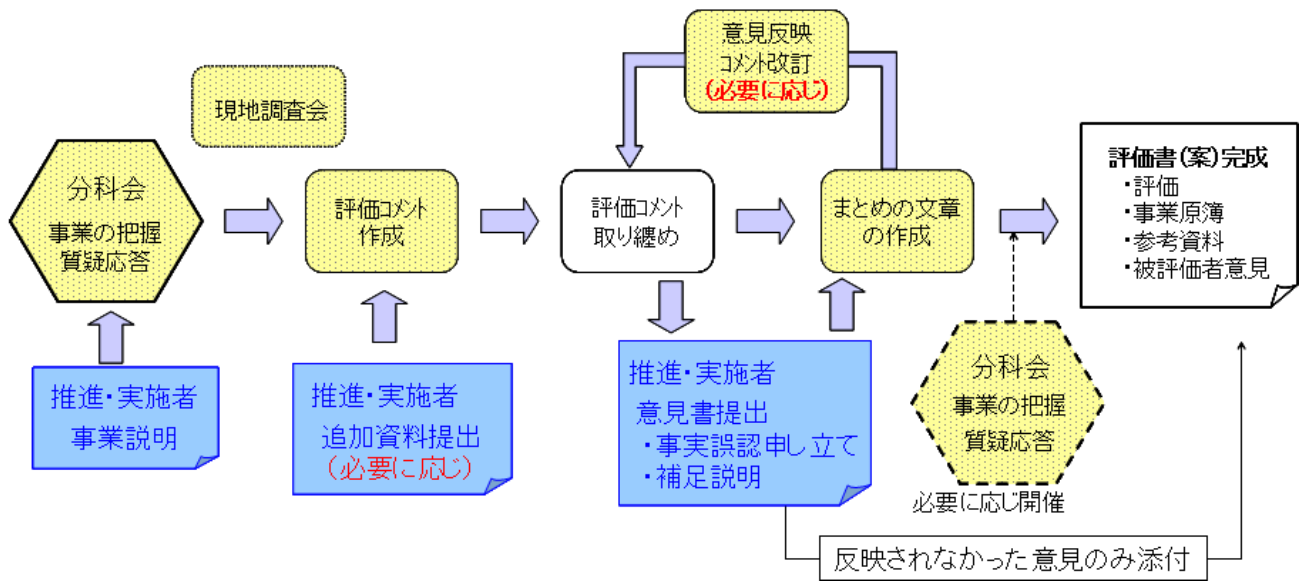 意見反映
コメント改訂
(必要に応じ)
現地調査会
分科会
事業の把握
質疑応答
評価コメント
作成
評価コメント
取り纏め
まとめの文章
の作成
評価書(案)完成
・評価
・事業原簿
・参考資料
・被評価者意見
推進・実施者
事業説明
推進・実施者
追加資料提出
(必要に応じ)
推進・実施者
意見書提出
・事実誤認申し立て
・補足説明
分科会
事業の把握
質疑応答
必要に応じ開催
反映されなかった意見のみ添付